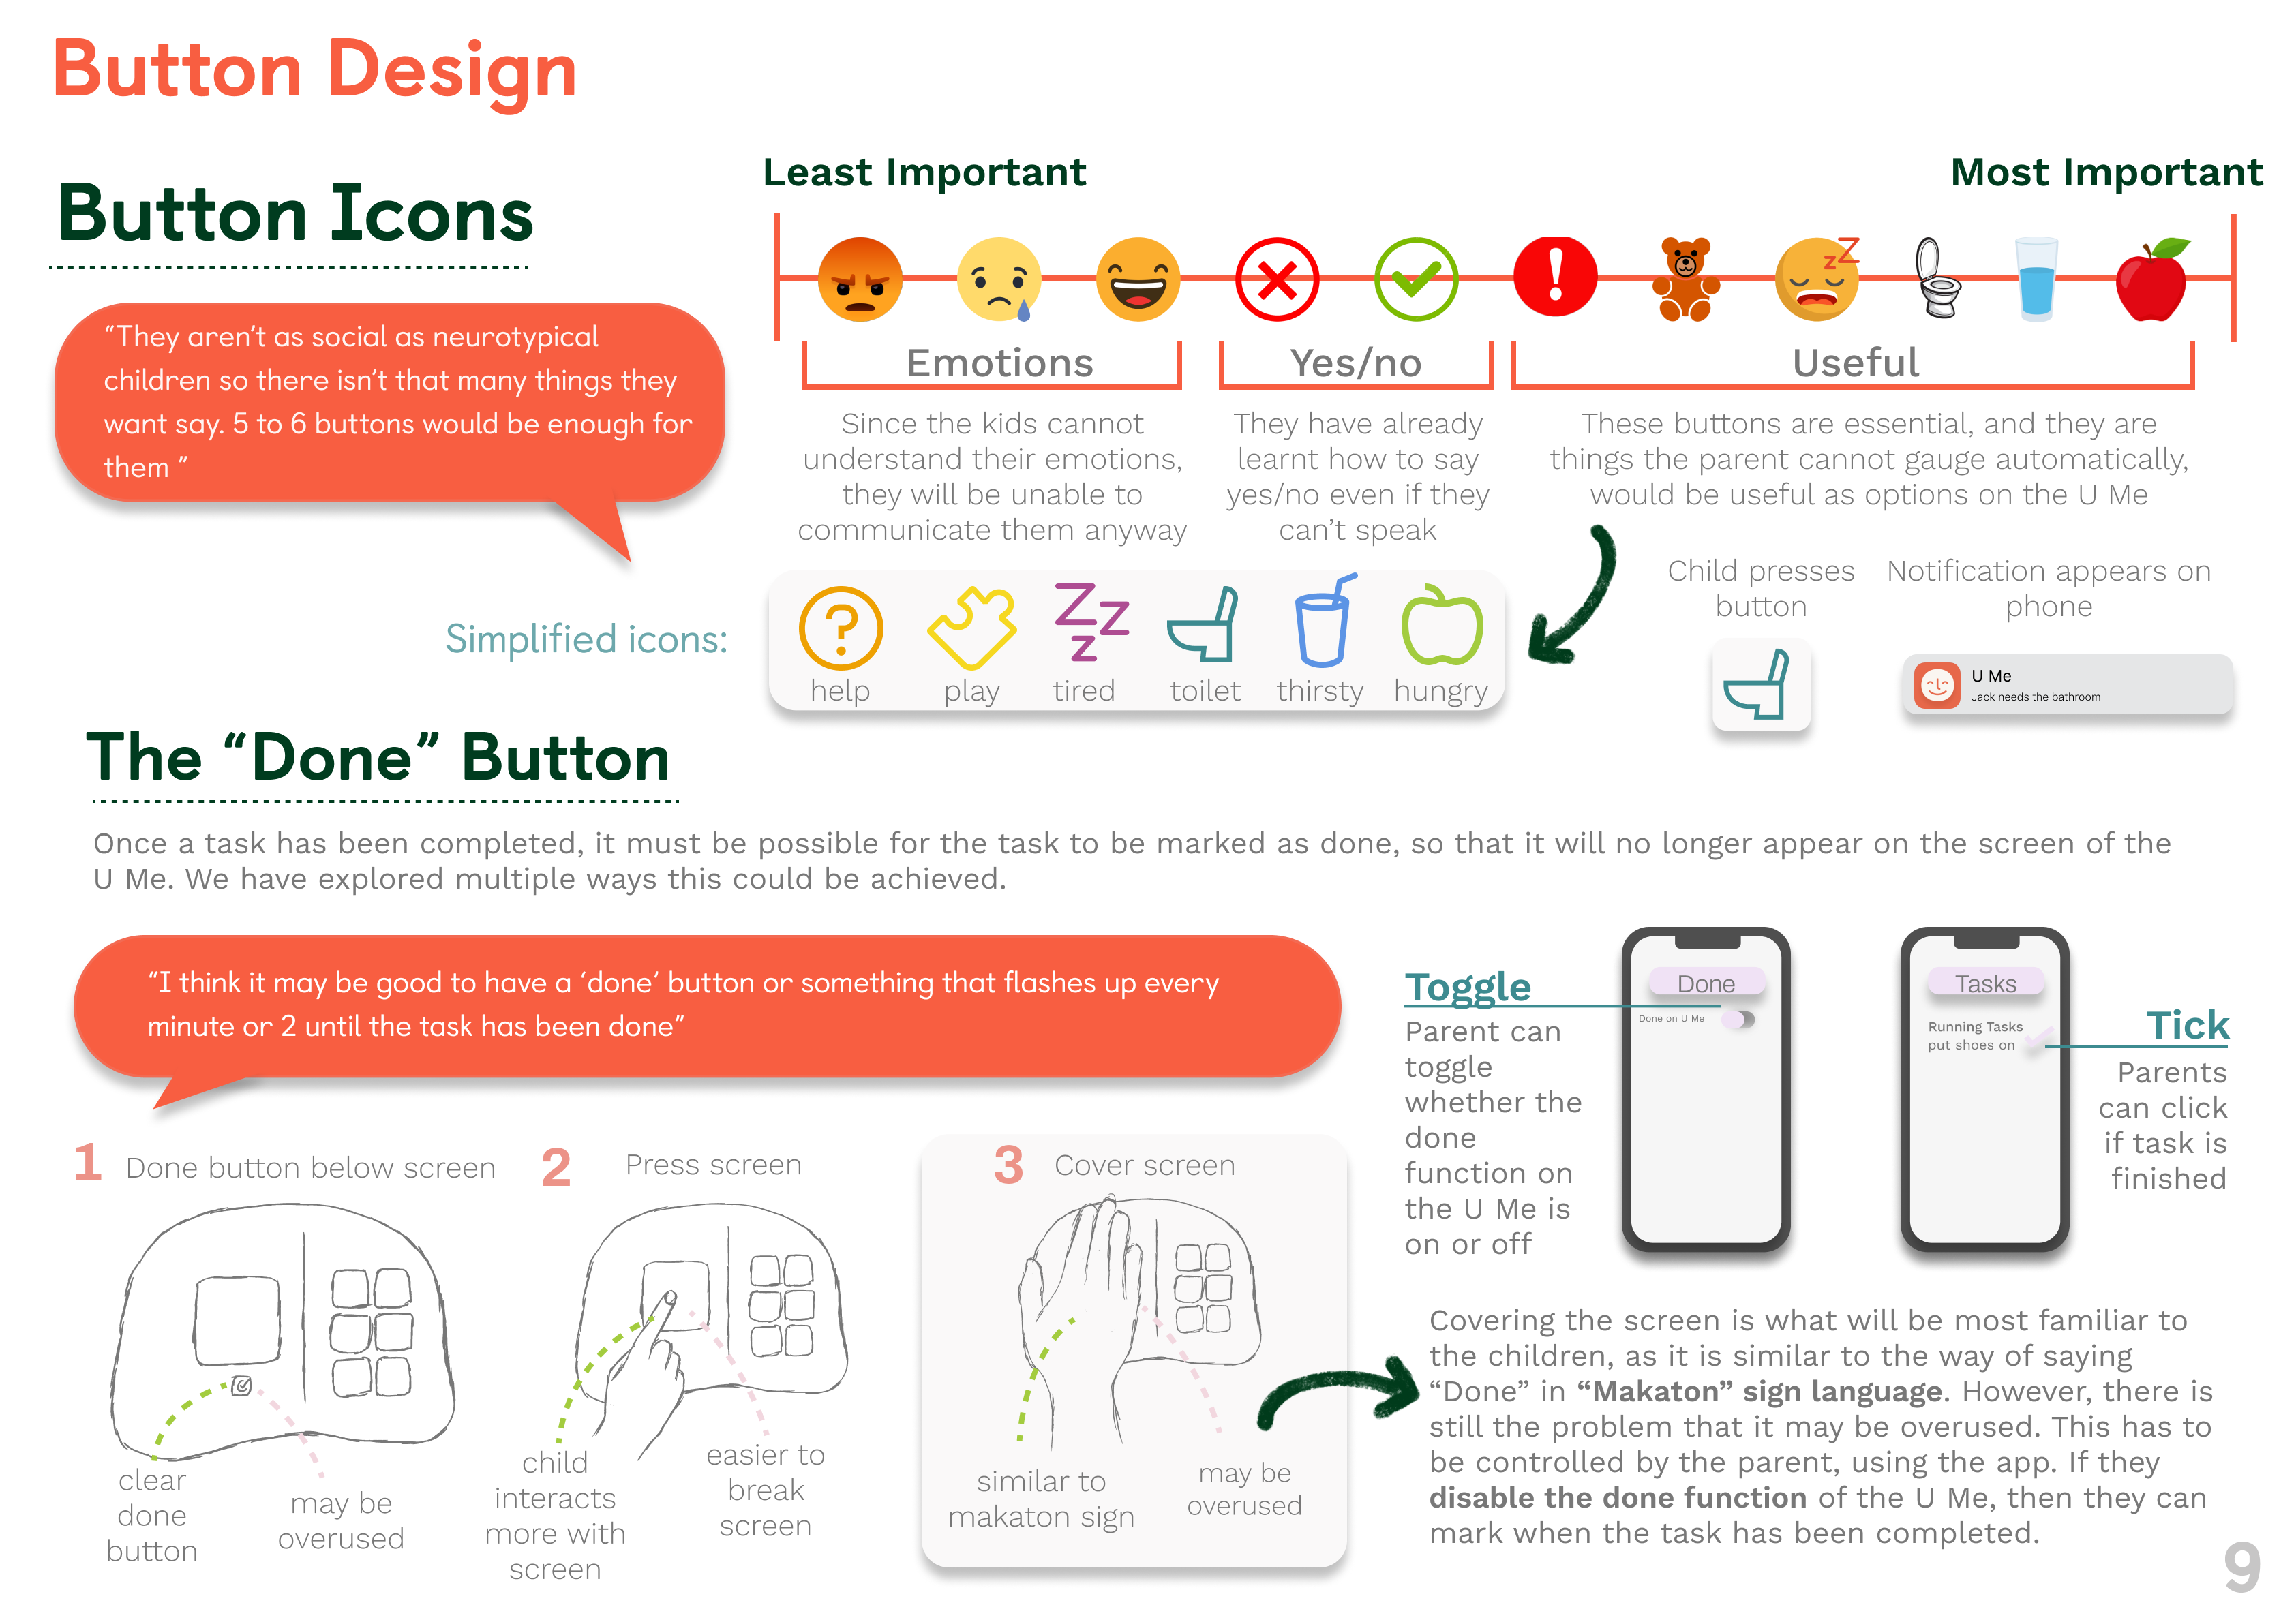 Button Design
Button Icons
“They aren’t as social as neurotypical
children so there isn’t that many things they
want say. 5 to 6 buttons would be enough for
them ”
Least Important
Most Important
Z
z
Emotions
Yes/no
Useful
Since the kids cannot
understand their emotions,
they will be unable to
communicate them anyway
They have already
learnt how to say
yes/no even if they
can’t speak
These buttons are essential, and they are
things the parent cannot gauge automatically,
would be useful as options on the U Me
Simplified icons:
?
Z
Z
z
help
play
tired
toilet
thirsty
hungry
Child presses
button
Notification appears on
phone
U Me
Jack needs the bathroom
The “Done” Button
Once a task has been completed, it must be possible for the task to be marked as done, so that it will no longer appear on the screen of the
U Me. We have explored multiple ways this could be achieved.
“I think it may be good to have a ‘done’ button or something that flashes up every
minute or 2 until the task has been done”
1 Done button below screen
clear
done
button
may be
overused
2 Press screen
child
interacts
more with
screen
easier to
break
screen
3 Cover screen
similar to
makaton sign
may be
overused
Toggle
Parent can
toggle
whether the
done
function on
the U Me is
on or off
Done
Done on U Me
Tasks
Running Tasks
put shoes on
Tick
Parents
can click
if task is
finished
Covering the screen is what will be most familiar to
the children, as it is similar to the way of saying
“Done” in “Makaton” sign language. However, there is
still the problem that it may be overused. This has to
be controlled by the parent, using the app. If they
disable the done function of the U Me, then they can
mark when the task has been completed.
9